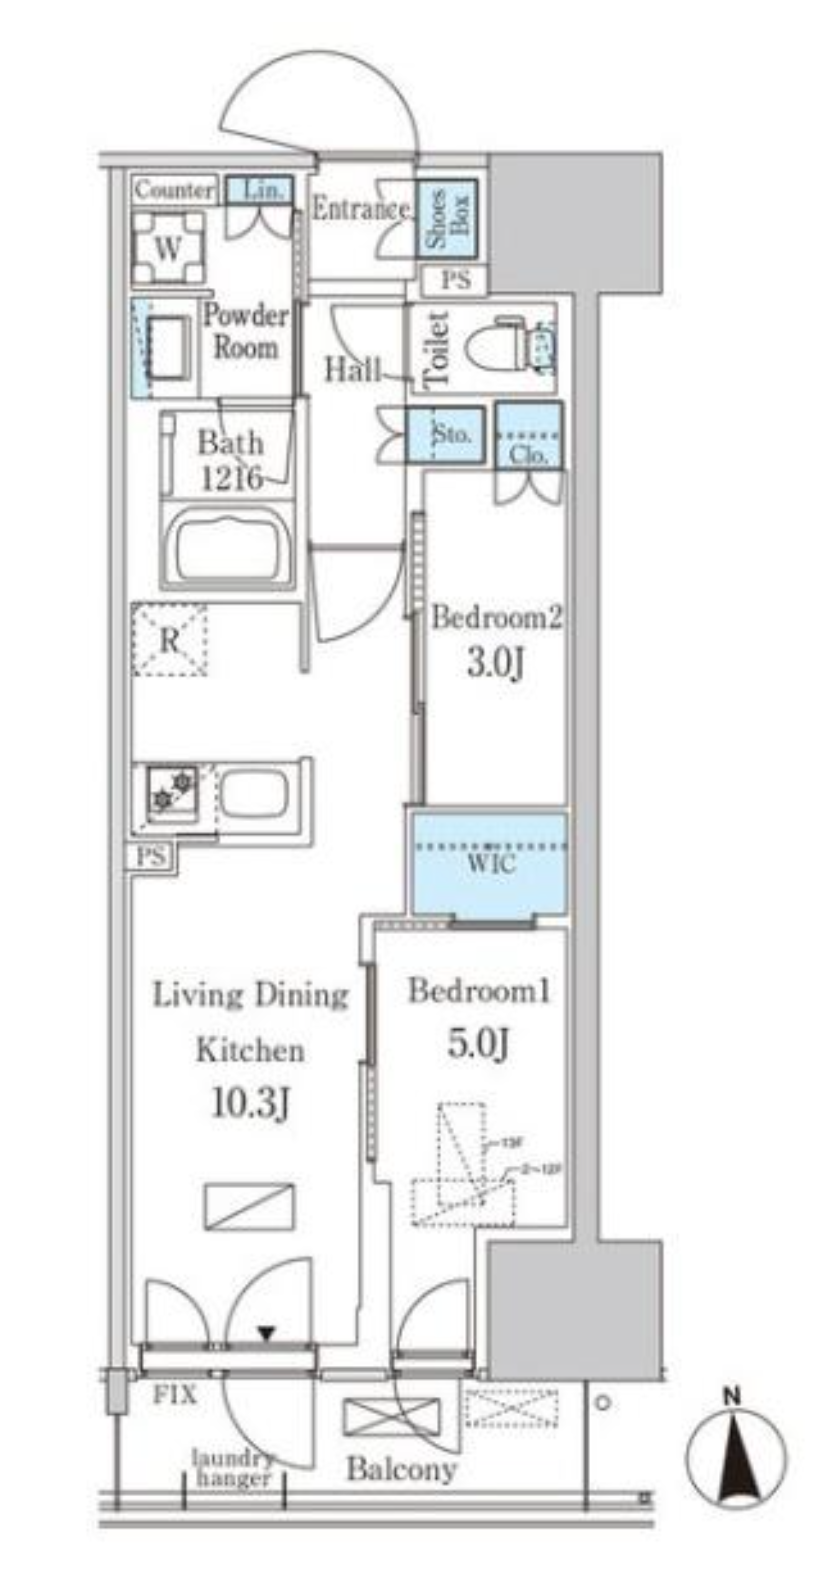 Counter
Lin.
Entrance
Shoes
Box
W
PS
Powder
Room
Hall
Toilet
Bath
1216
Sto.
Clo.
R
Bedroom2
3.0J
PS
WIC
Living Dining
Kitchen
10.3J
Bedroom1
5.0J
13F
2~12F
FIX
laundry
hanger
Balcony
N